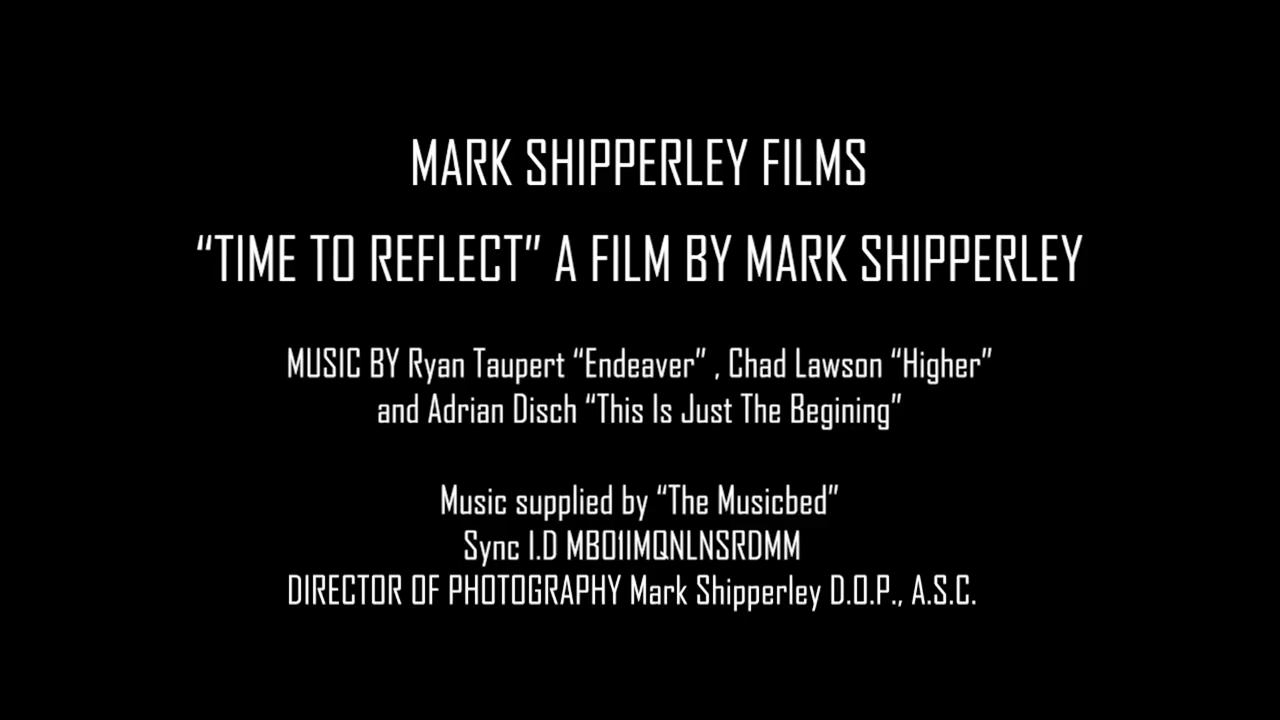 MARK SHIPPERLEY FILMS
“TIME TO REFLECT” A FILM BY MARK SHIPPERLEY
MUSIC BY Ryan Taupert “Endeaver” , Chad Lawson “Higher”
and Adrian Disch “This Is Just The Begining”
Music supplied by “The Musicbed”
Sync I.D MB01IMQNLNSRDMM
DIRECTOR OF PHOTOGRAPHY Mark Shipperley D.O.P., A.S.C.